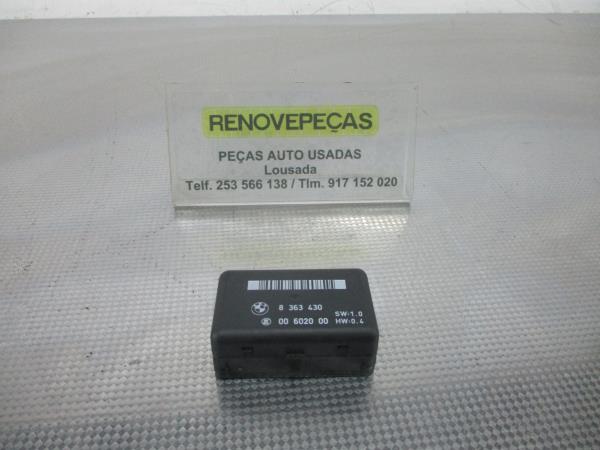 RENOVEPEÇAS
PEÇAS AUTO USADAS
Lousada
Telf. 253 566 138 / Tlm. 917 152 020
8 363 430
SW:1.0
00 6020 00 HW:0.4